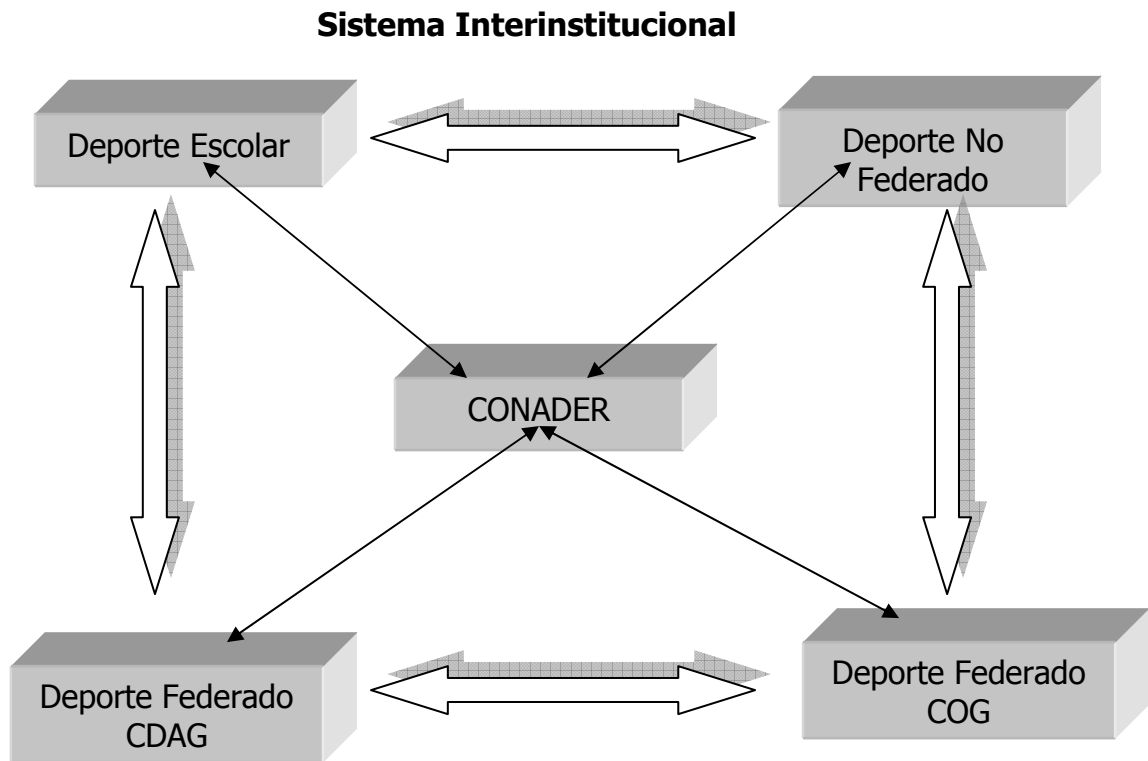 Sistema Interinstitucional
Deporte Escolar
Deporte No
Federado
CONADER
Deporte Federado
CDAG
Deporte Federado
COG